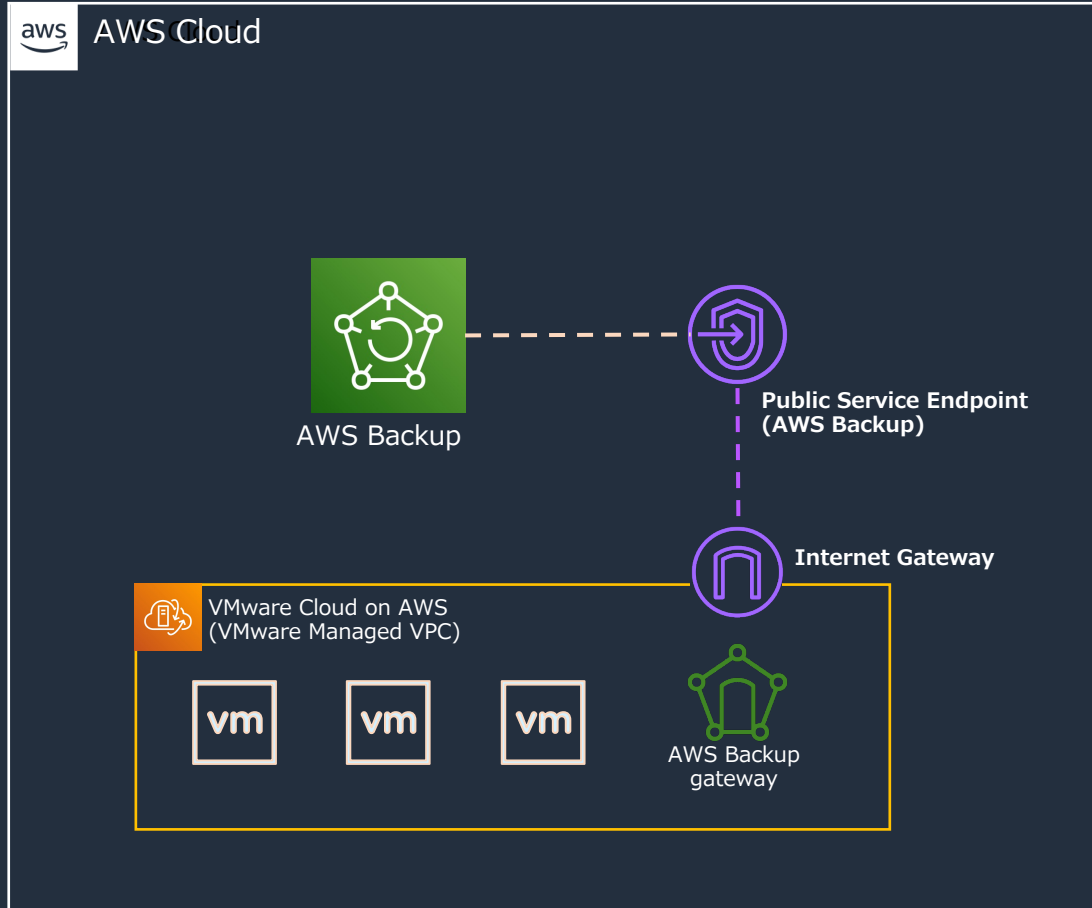 aws
AWS Cloud
AWS Backup
Public Service Endpoint
(AWS Backup)
Internet Gateway
VMware Cloud on AWS
(VMware Managed VPC)
vm
vm
vm
AWS Backup
gateway